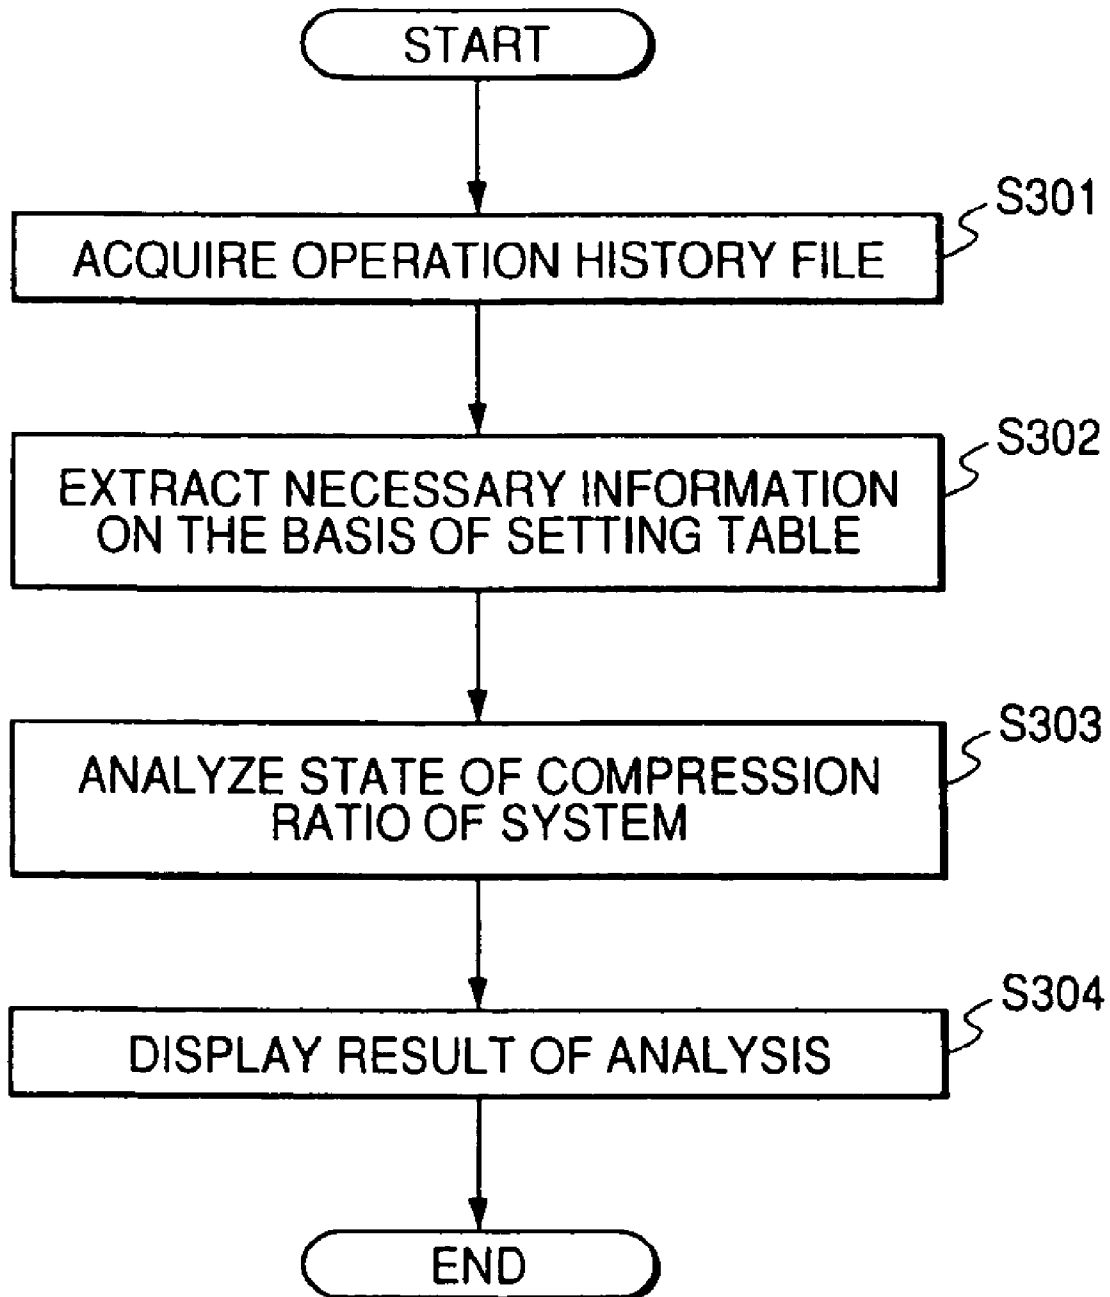 START
S301
ACQUIRE OPERATION HISTORY FILE
S302
EXTRACT NECESSARY INFORMATION
ON THE BASIS OF SETTING TABLE
S303
ANALYZE STATE OF COMPRESSION
RATIO OF SYSTEM
S304
DISPLAY RESULT OF ANALYSIS
END